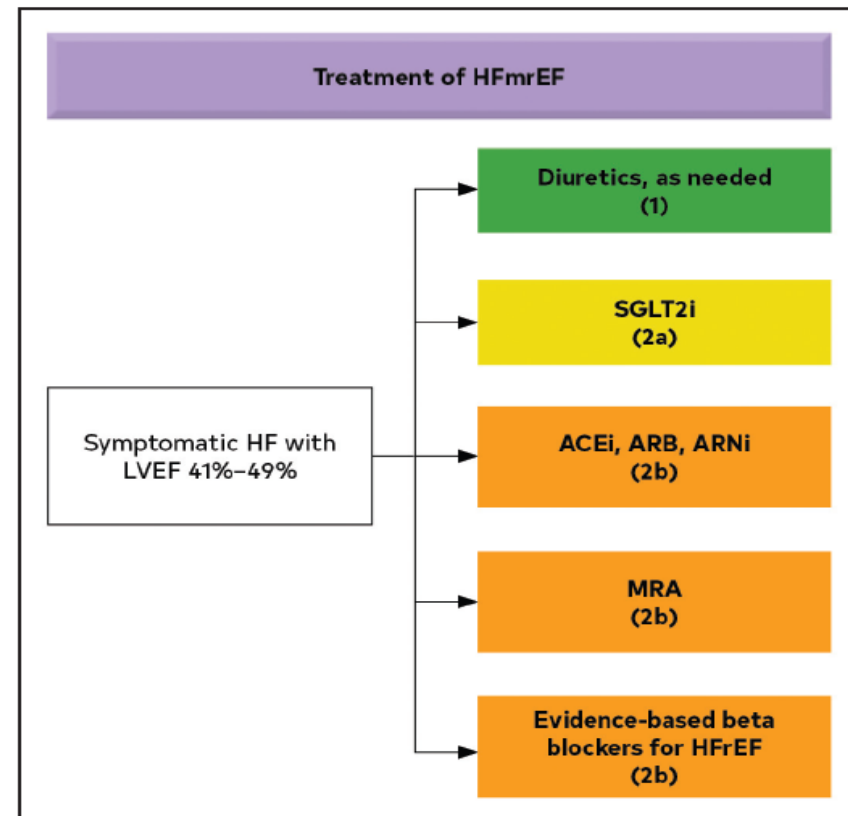 Treatment of HFmrEF
Diuretics, as needed
(1)
SGLT2i
(2a)
Symptomatic HF with
LVEF 41%–49%
ACEi, ARB, ARNi
(2b)
MRA
(2b)
Evidence-based beta
blockers for HFrEF
(2b)